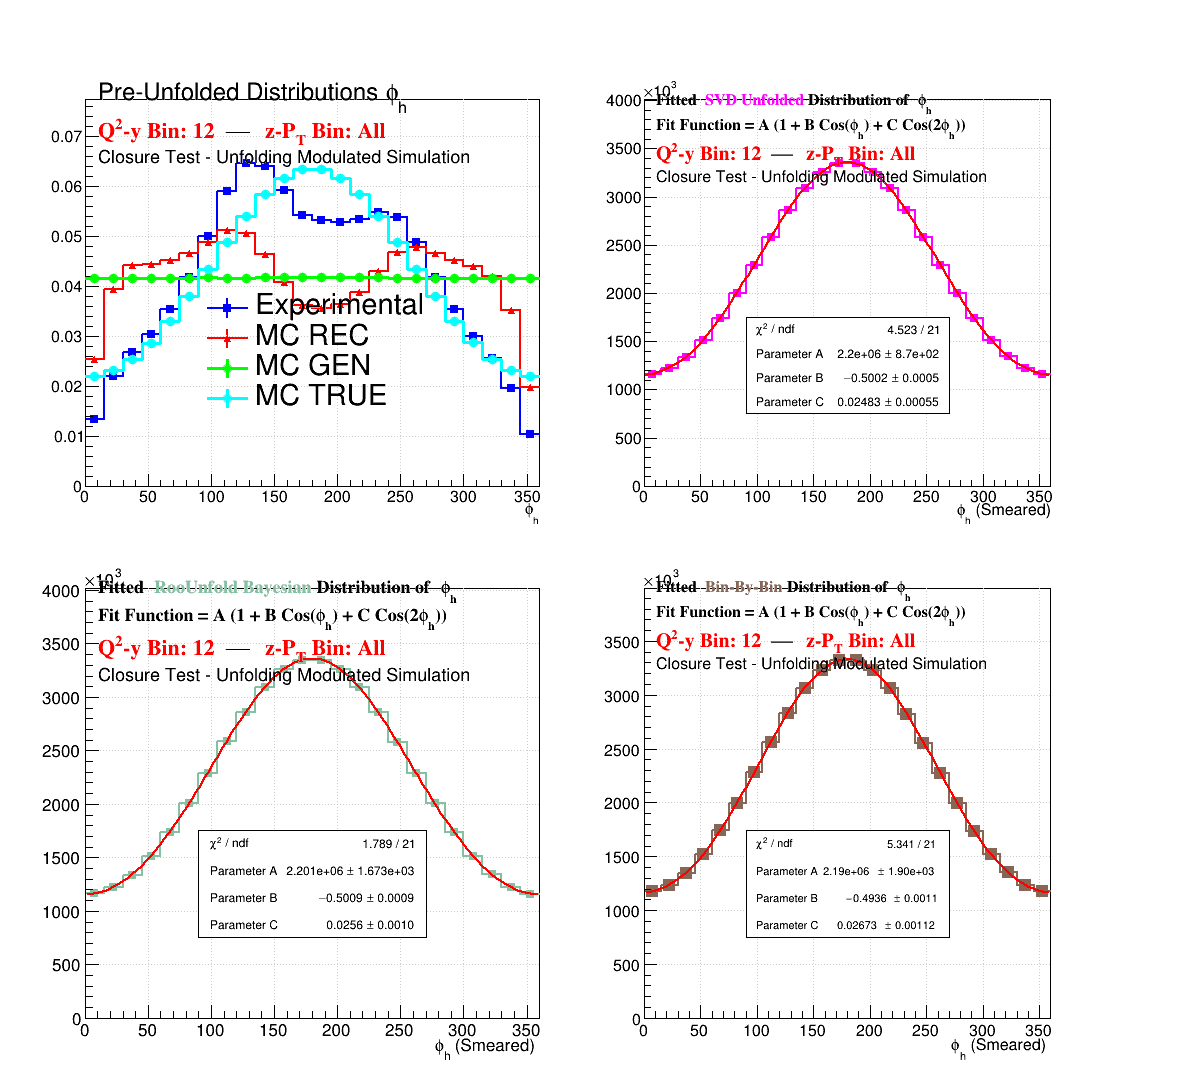 Pre-Unfolded Distributions ϕh
Q²-y Bin: 12 — z-PT Bin: All
Closure Test - Unfolding Modulated Simulation
0.07
0.06
0.05
0.04
0.03
0.02
0.01
0
Experimental
MC REC
MC GEN
MC TRUE
0 50 100 150 200 250 300 350
ϕh
×10³
Fitted SVD Unfolded Distribution of ϕh
Fit Function = A (1 + B Cos(ϕh) + C Cos(2ϕh))
Q²-y Bin: 12 — z-PT Bin: All
Closure Test - Unfolding Modulated Simulation
4000
3500
3000
2500
2000
1500
1000
500
0
χ² / ndf 4.523 / 21
Parameter A 2.2e+06 ± 8.7e+02
Parameter B −0.5002 ± 0.0005
Parameter C 0.02483 ± 0.00055
0 50 100 150 200 250 300 350
ϕh (Smeared)
×10³
Fitted RooUnfold Bayesian Distribution of ϕh
Fit Function = A (1 + B Cos(ϕh) + C Cos(2ϕh))
Q²-y Bin: 12 — z-PT Bin: All
Closure Test - Unfolding Modulated Simulation
4000
3500
3000
2500
2000
1500
1000
500
0
χ² / ndf 1.789 / 21
Parameter A 2.201e+06 ± 1.673e+03
Parameter B −0.5009 ± 0.0009
Parameter C 0.0256 ± 0.0010
0 50 100 150 200 250 300 350
ϕh (Smeared)
×10³
Fitted Bin-By-Bin Distribution of ϕh
Fit Function = A (1 + B Cos(ϕh) + C Cos(2ϕh))
Q²-y Bin: 12 — z-PT Bin: All
Closure Test - Unfolding Modulated Simulation
3500
3000
2500
2000
1500
1000
500
0
χ² / ndf 5.341 / 21
Parameter A 2.19e+06 ± 1.90e+03
Parameter B −0.4936 ± 0.0011
Parameter C 0.02673 ± 0.00112
0 50 100 150 200 250 300 350
ϕh (Smeared)